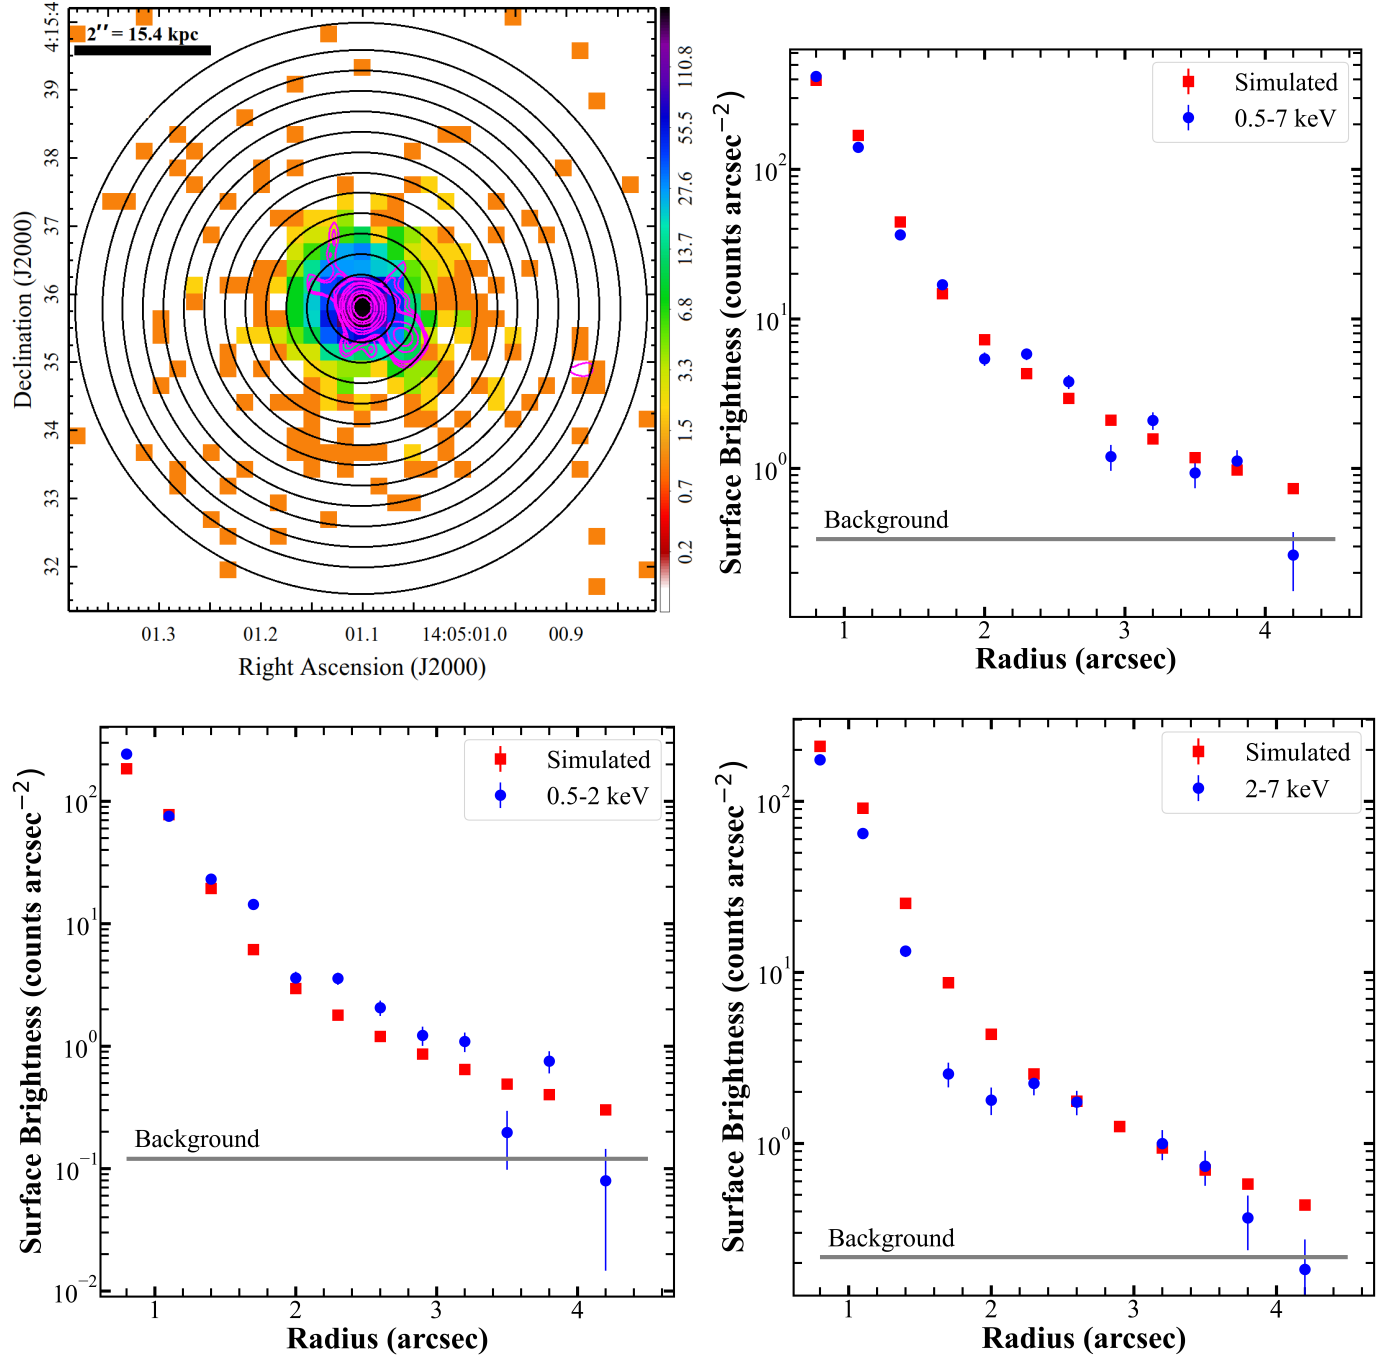 2′′ = 15.4 kpc
4:15:4
39
38
37
36
35
34
33
32
Declination (J2000)
01.3
01.2
01.1
14:05:01.0
00.9
Right Ascension (J2000)
110.8
55.5
27.6
13.7
6.8
3.3
1.5
0.7
0.2
Simulated
0.5-7 keV
Surface Brightness (counts arcsec−2)
10²
10¹
10⁰
Background
1
2
3
4
Radius (arcsec)
Simulated
0.5-2 keV
Surface Brightness (counts arcsec−2)
10²
10¹
10⁰
10−1
10−2
Background
1
2
3
4
Radius (arcsec)
Simulated
2-7 keV
Surface Brightness (counts arcsec−2)
10²
10¹
10⁰
Background
1
2
3
4
Radius (arcsec)